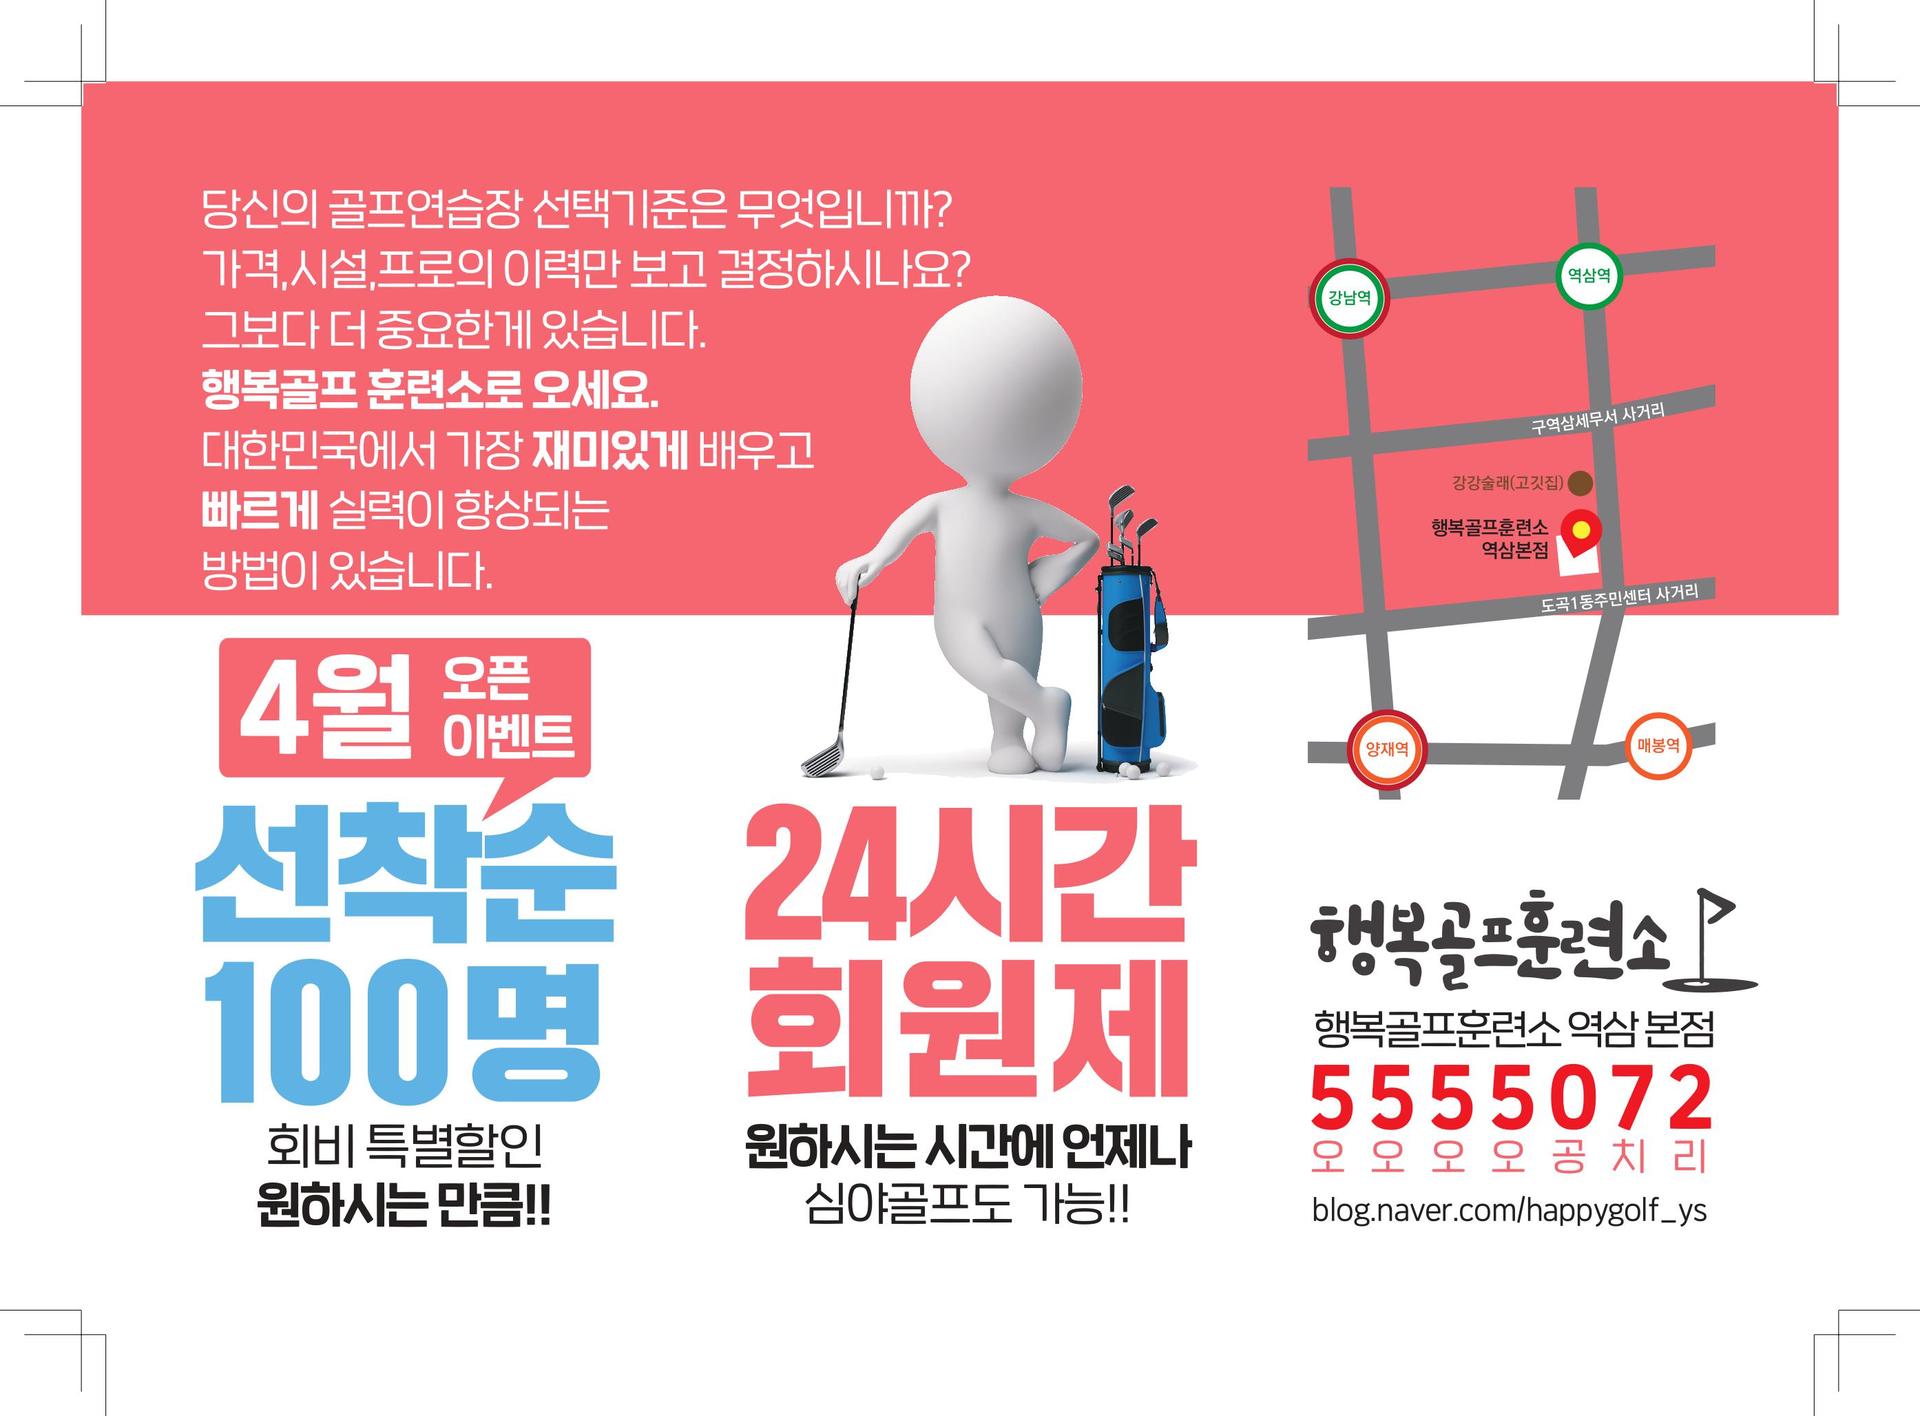 당신의 골프연습장 선택기준은 무엇입니까?
가격,시설,프로의 이력만 보고 결정하시나요?
그보다 더 중요한게 있습니다.
행복골프 훈련소로 오세요.
대한민국에서 가장 재미있게 배우고
빠르게 실력이 향상되는
방법이 있습니다.
강남역
역삼역
구역삼세무서 사거리
강강술래(고깃집)
행복골프훈련소
역삼본점
도곡1동주민센터 사거리
양재역
매봉역
4월 오픈
이벤트
선착순
100명
회비 특별할인
원하시는 만큼!!
24시간
회원제
원하시는 시간에 언제나
심야골프도 가능!!
행복골프훈련소
행복골프훈련소 역삼 본점
5555072
오오오오공치리
blog.naver.com/happygolf_ys